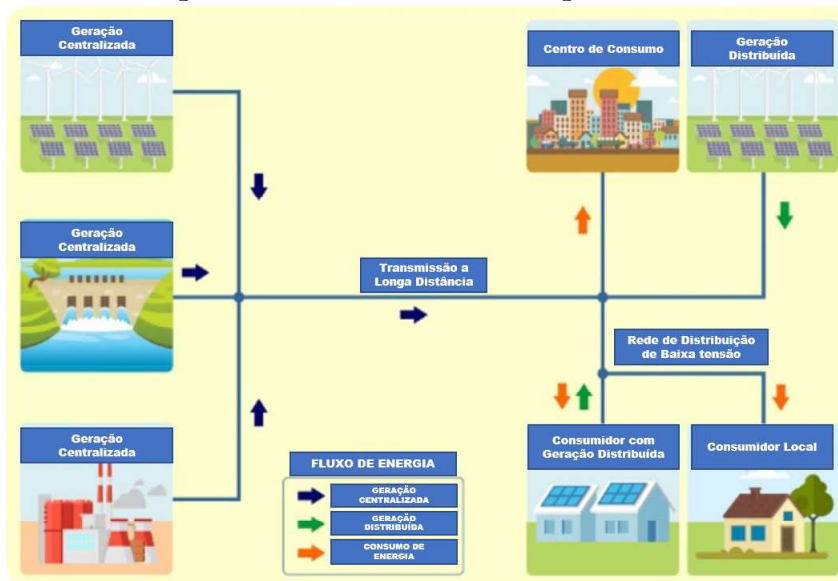 Geração
Centralizada
Centro de Consumo
Geração
Distribuída
Geração
Centralizada
Transmissão a
Longa Distância
Rede de Distribuição
de Baixa tensão
Geração
Centralizada
Consumidor com
Geração Distribuída
Consumidor Local
FLUXO DE ENERGIA
GERAÇÃO
CENTRALIZADA
GERAÇÃO
DISTRIBUÍDA
CONSUMO DE
ENERGIA